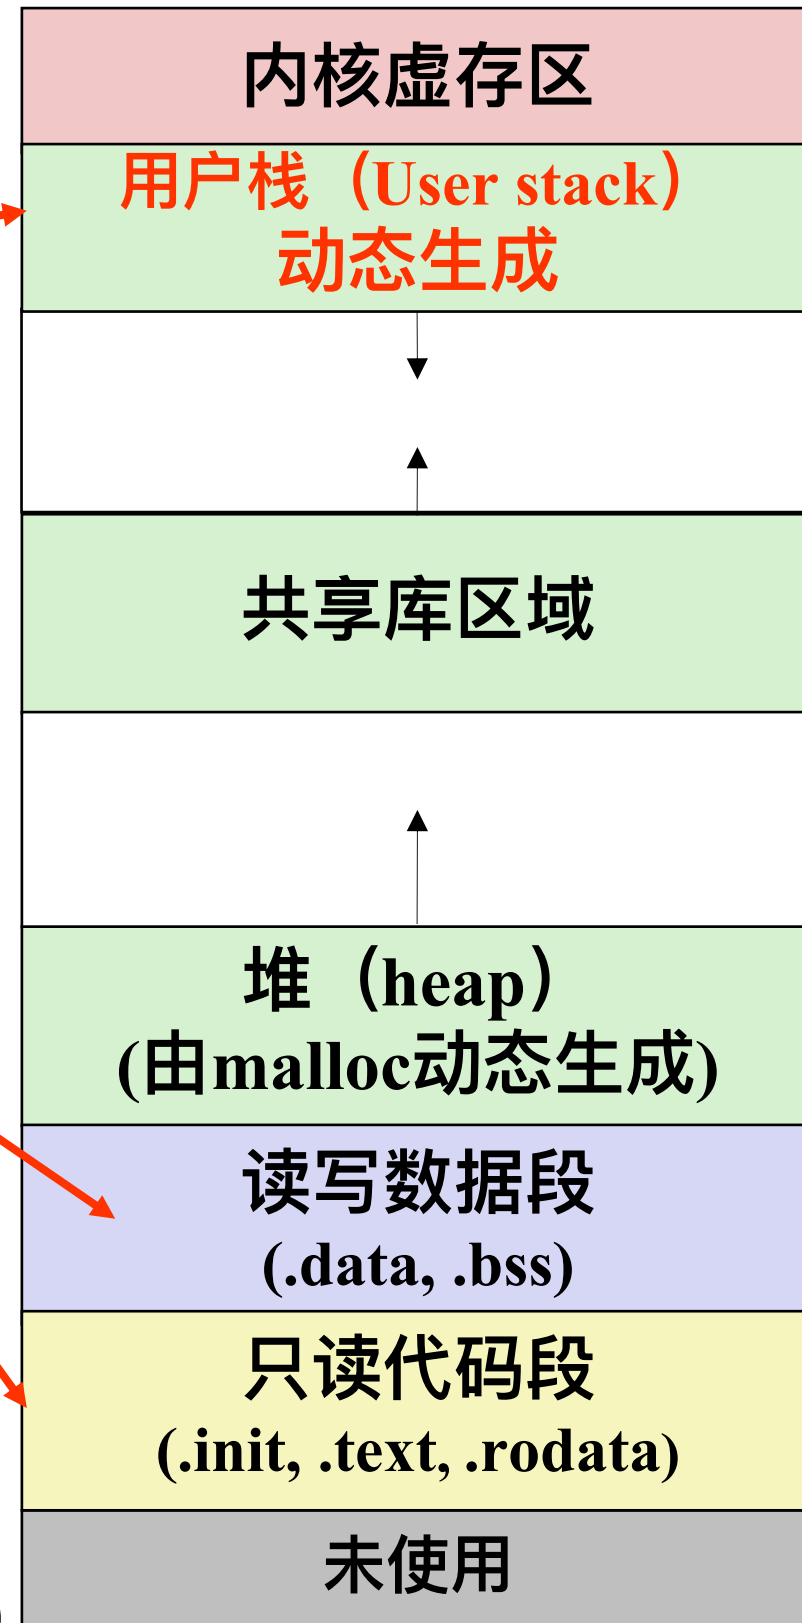 内核虚存区
用户栈（User stack）
动态生成
共享库区域
堆（heap）
(由malloc动态生成)
读写数据段
(.data, .bss)
只读代码段
(.init, .text, .rodata)
未使用